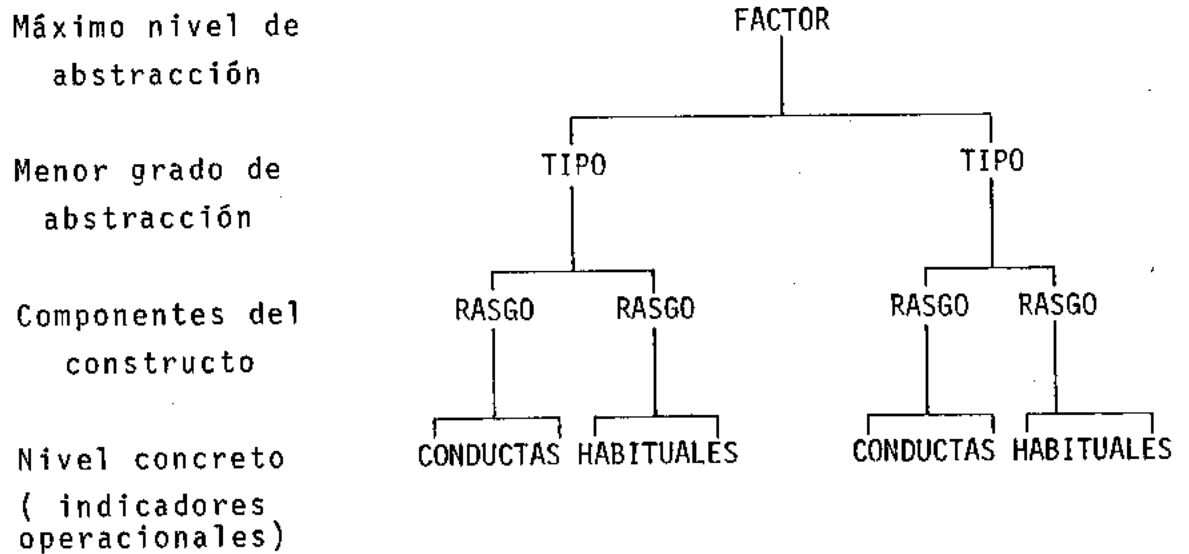 Máximo nivel de
abstracción
FACTOR
Menor grado de
abstracción
TIPO
TIPO
Componentes del
constructo
RASGO
RASGO
RASGO
RASGO
Nivel concreto
( indicadores
operacionales)
CONDUCTAS
HABITUALES
CONDUCTAS
HABITUALES